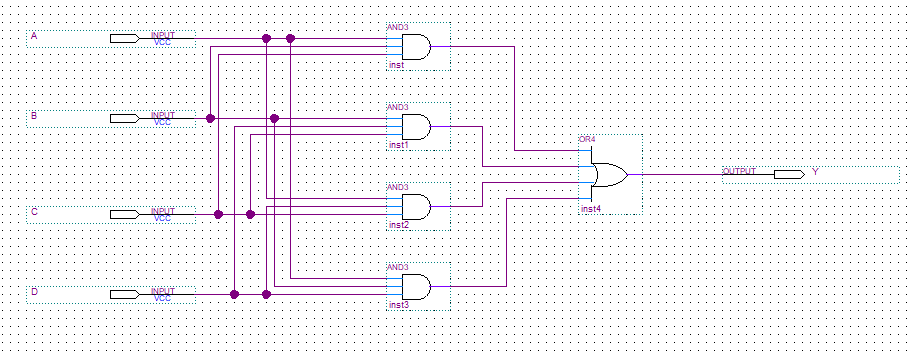 AND3
A INPUT
VCC
inst
AND3
B INPUT
VCC
inst1
OR4
OUTPUT Y
AND3
C INPUT
VCC
inst4
inst2
AND3
D INPUT
VCC
inst3